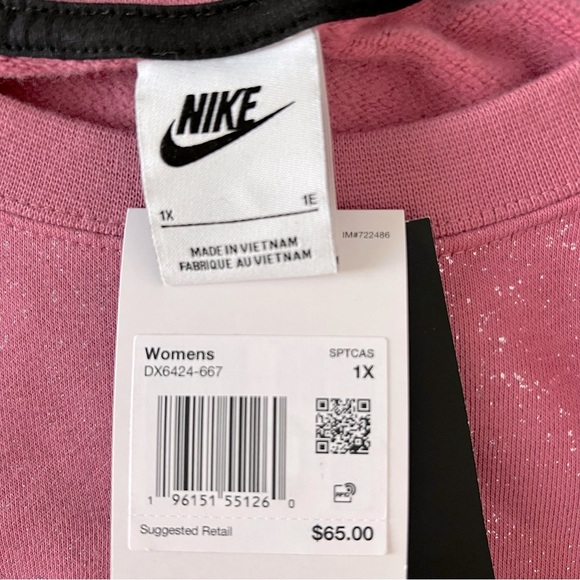 NIKE
1X 1E
MADE IN VIETNAM
FABRIQUE AU VIETNAM
IM#722486
Womens SPTCAS
DX6424-667 1X
1 96151 55126 0
Suggested Retail $65.00